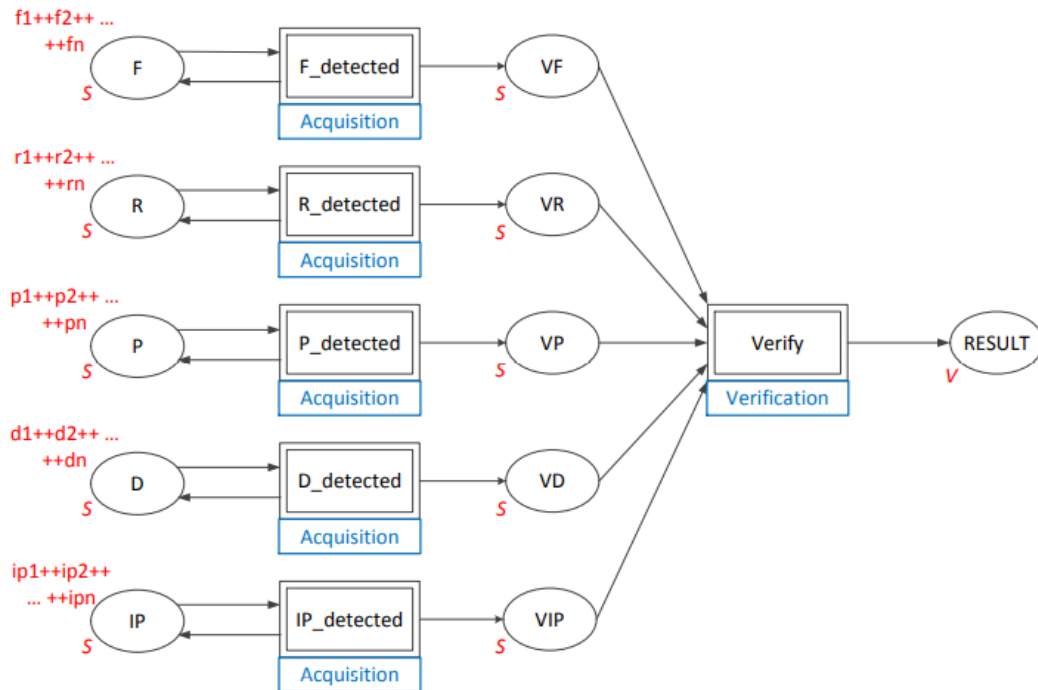 f1++f2++ ...
++fn
F
S
F_detected
Acquisition
VF
S
r1++r2++ ...
++rn
R
S
R_detected
Acquisition
VR
S
p1++p2++ ...
++pn
P
S
P_detected
Acquisition
VP
S
Verify
Verification
RESULT
V
d1++d2++ ...
++dn
D
S
D_detected
Acquisition
VD
S
ip1++ip2++
... ++ipn
IP
S
IP_detected
Acquisition
VIP
S